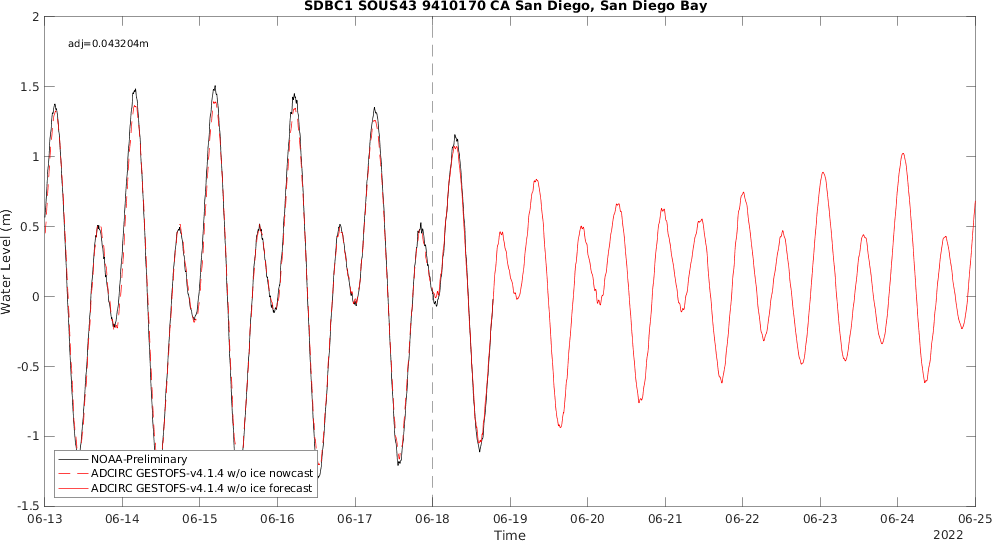 SDBC1 SOUS43 9410170 CA San Diego, San Diego Bay
adj=0.043204m
Water Level (m)
2
1.5
1
0.5
0
-0.5
-1
-1.5
NOAA-Preliminary
ADCIRC GESTOFS-v4.1.4 w/o ice nowcast
ADCIRC GESTOFS-v4.1.4 w/o ice forecast
06-13 06-14 06-15 06-16 06-17 06-18 06-19 06-20 06-21 06-22 06-23 06-24 06-25
Time
2022